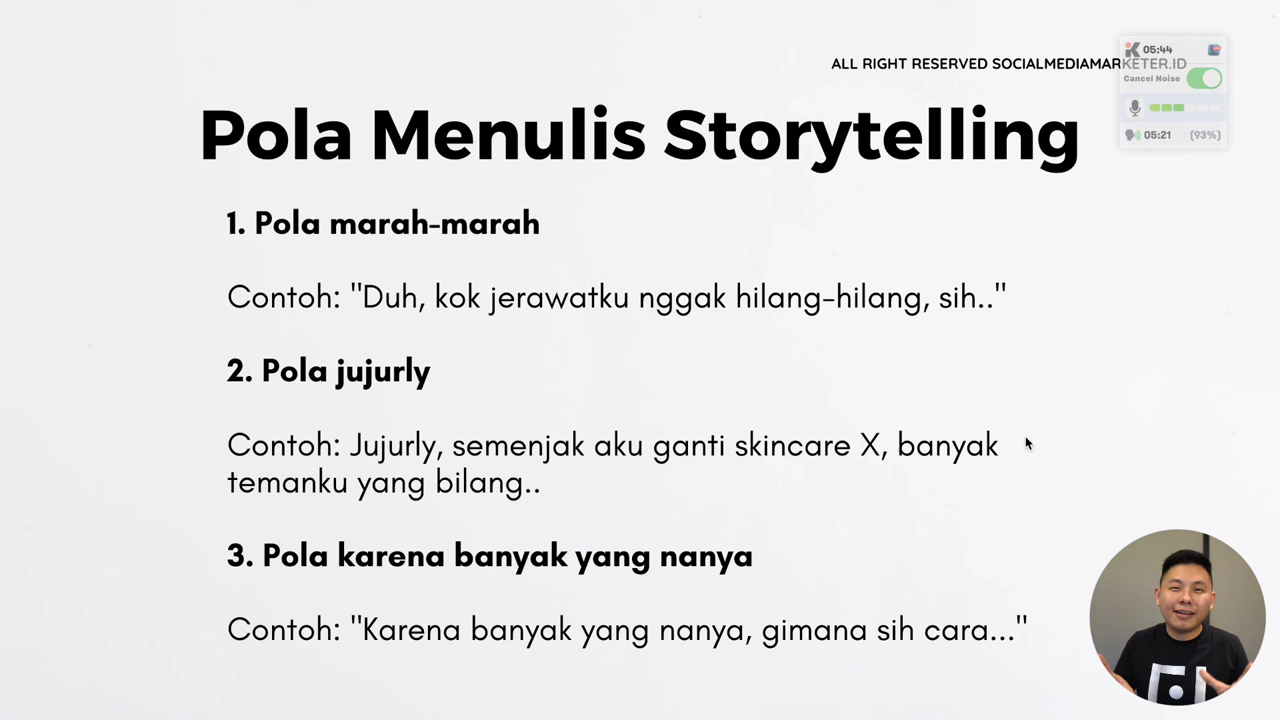 ALL RIGHT RESERVED SOCIALMEDIAMARKETER.ID
05:44
Cancel Noise
05:21 (93%)
Pola Menulis Storytelling
1. Pola marah-marah
Contoh: "Duh, kok jerawatku nggak hilang-hilang, sih.."
2. Pola jujurly
Contoh: Jujurly, semenjak aku ganti skincare X, banyak
temanku yang bilang..
3. Pola karena banyak yang nanya
Contoh: "Karena banyak yang nanya, gimana sih cara..."